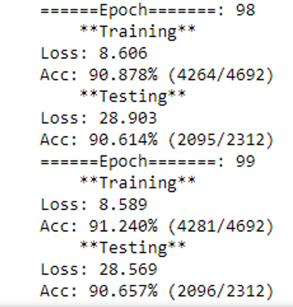 ======Epoch=======: 98
**Training**
Loss: 8.606
Acc: 90.878% (4264/4692)
**Testing**
Loss: 28.903
Acc: 90.614% (2095/2312)
======Epoch=======: 99
**Training**
Loss: 8.589
Acc: 91.240% (4281/4692)
**Testing**
Loss: 28.569
Acc: 90.657% (2096/2312)